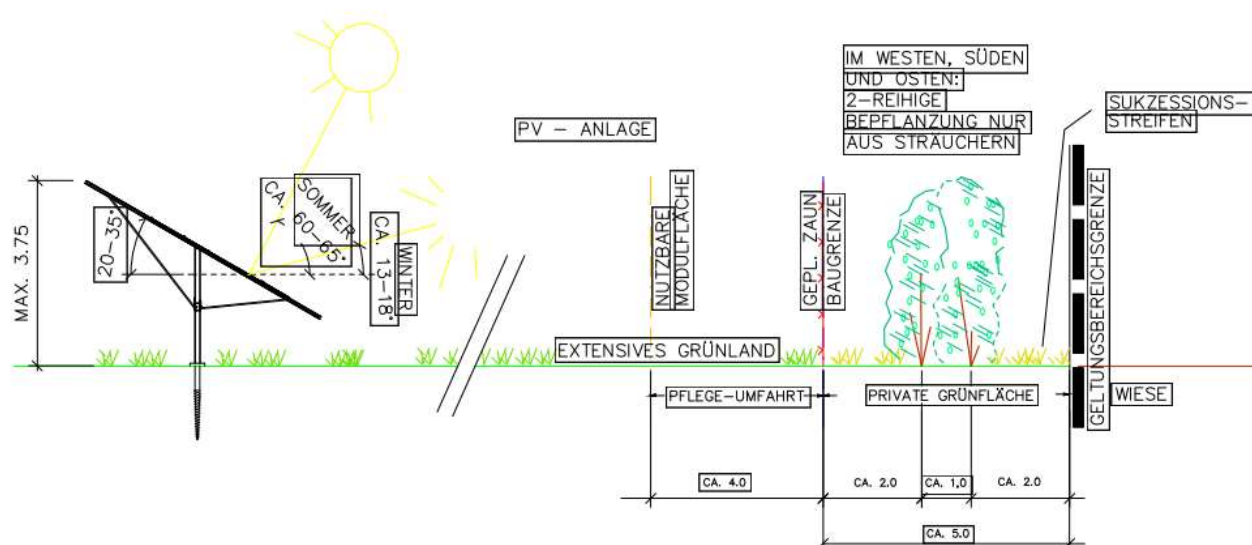 IM WESTEN, SÜDEN
UND OSTEN:
2-REIHIGE
BEPFLANZUNG NUR
AUS STRÄUCHERN
SUKZESSIONS-
STREIFEN
PV - ANLAGE
MAX. 3.75
20-35°
SOMMER
CA. 60-65°
WINTER
CA. 13-18°
NUTZBARE
MODULFLÄCHE
GEPL. ZAUN
BAUGRENZE
GELTUNGSBEREICHSGRENZE
EXTENSIVES GRÜNLAND
PFLEGE-UMFAHRT
PRIVATE GRÜNFLÄCHE
WIESE
CA. 4.0
CA. 2.0
CA. 1,0
CA. 2.0
CA. 5.0